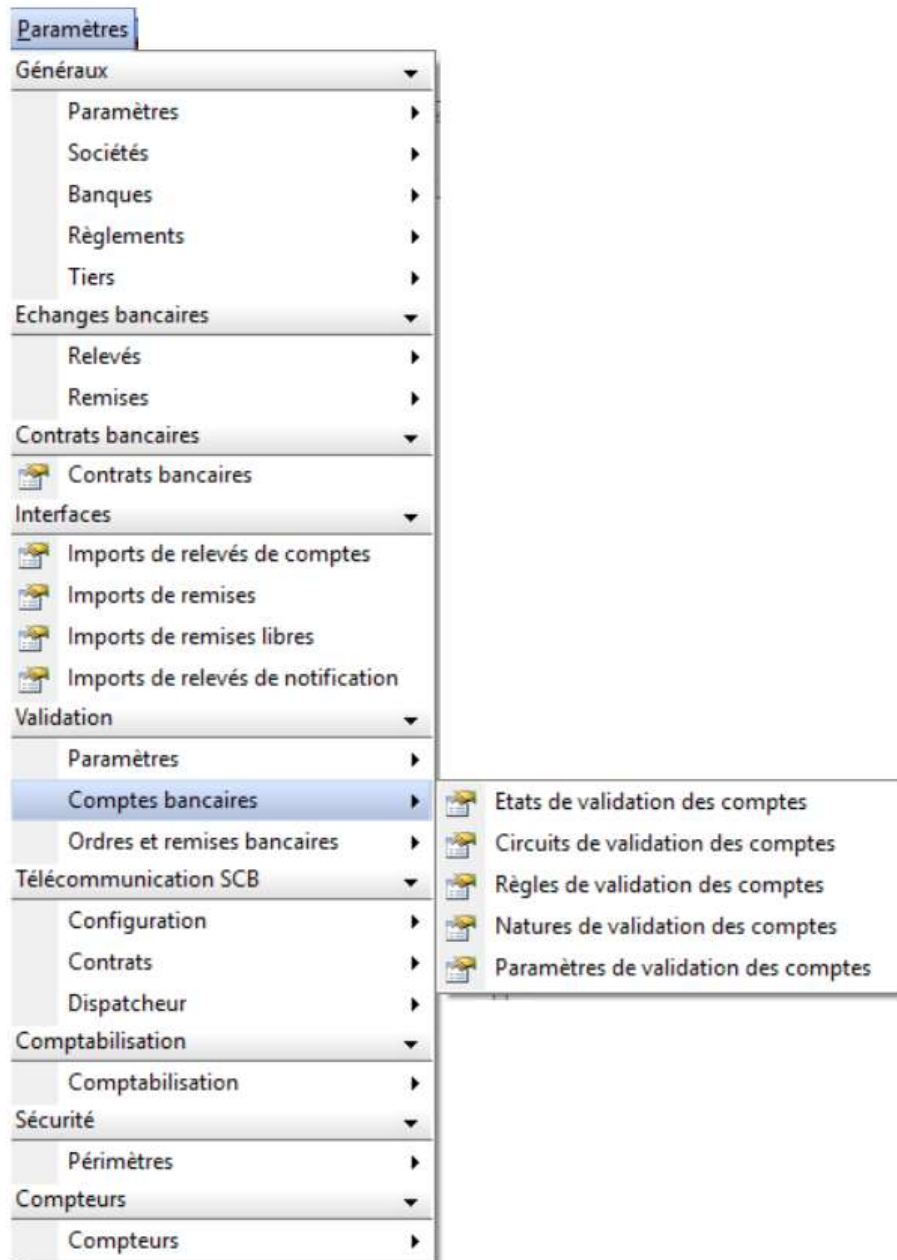 Paramètres
Généraux
Paramètres
Sociétés
Banques
Règlements
Tiers
Echanges bancaires
Relevés
Remises
Contrats bancaires
Contrats bancaires
Interfaces
Imports de relevés de comptes
Imports de remises
Imports de remises libres
Imports de relevés de notification
Validation
Paramètres
Comptes bancaires
Ordres et remises bancaires
Télécommunication SCB
Configuration
Contrats
Dispatcheur
Comptabilisation
Comptabilisation
Sécurité
Périmètres
Compteurs
Compteurs
Etats de validation des comptes
Circuits de validation des comptes
Règles de validation des comptes
Natures de validation des comptes
Paramètres de validation des comptes